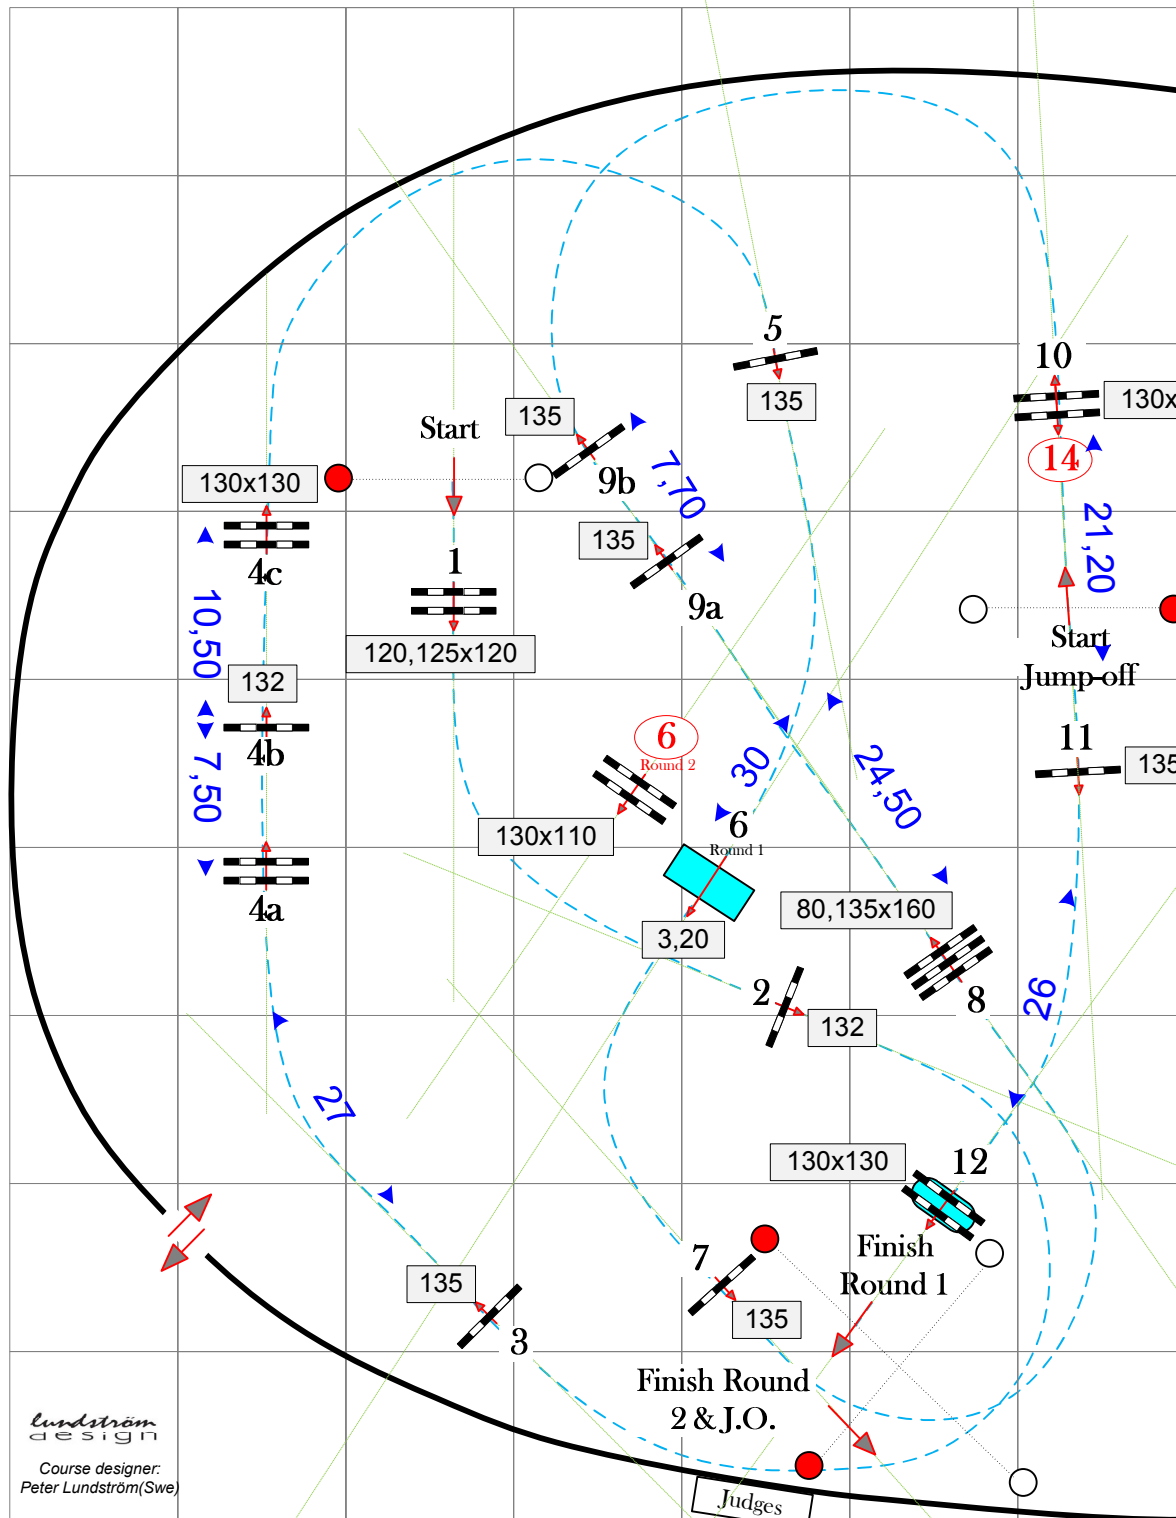 5
135
10
130x
14
Start
135
9b
7,70
130x130
4c
135
9a
21,20
1
120,125x120
10,50
Start
Jump-off
132
4b
7,50
6
Round 2
30
24,50
11
135
130x110
6
Round 1
4a
80,135x160
3,20
2
132
8
26
27
130x130
12
7
Finish
Round 1
135
3
135
Finish Round
2 & J.O.
lundström
design
Course designer:
Peter Lundström(Swe)
Judges